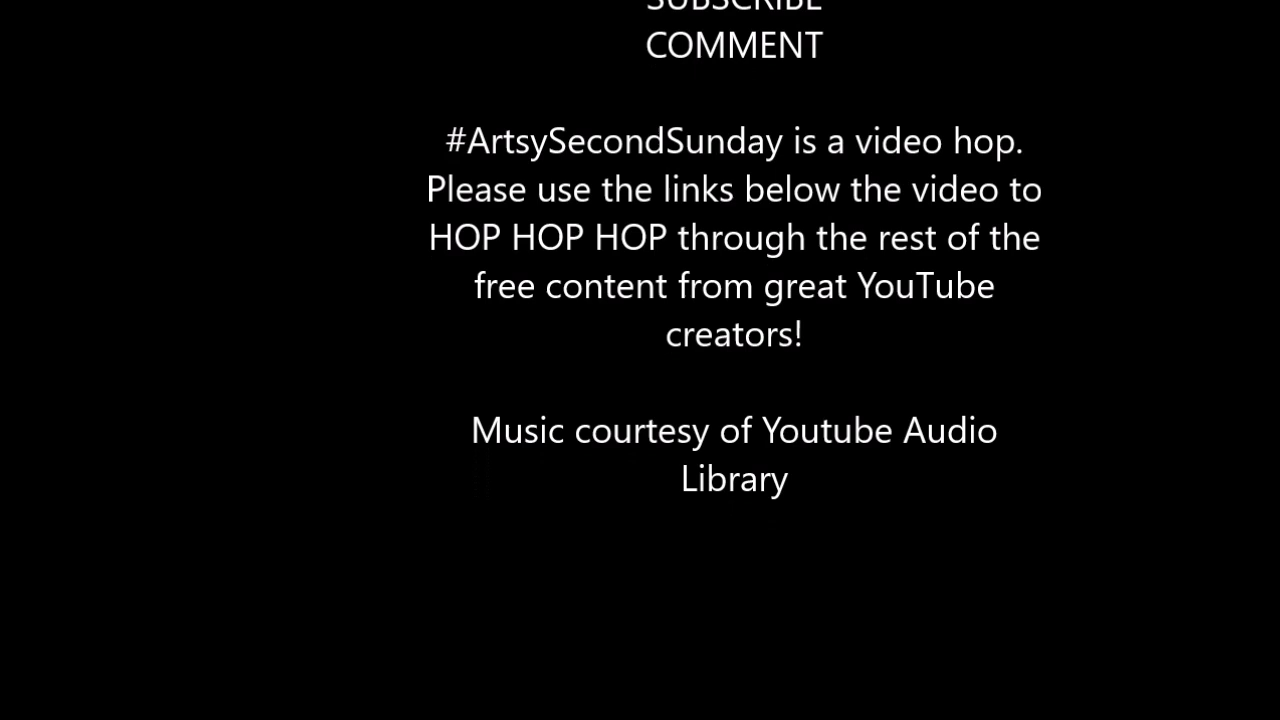 SUBSCRIBE
COMMENT
#ArtsySecondSunday is a video hop.
Please use the links below the video to
HOP HOP HOP through the rest of the
free content from great YouTube
creators!
Music courtesy of Youtube Audio
Library